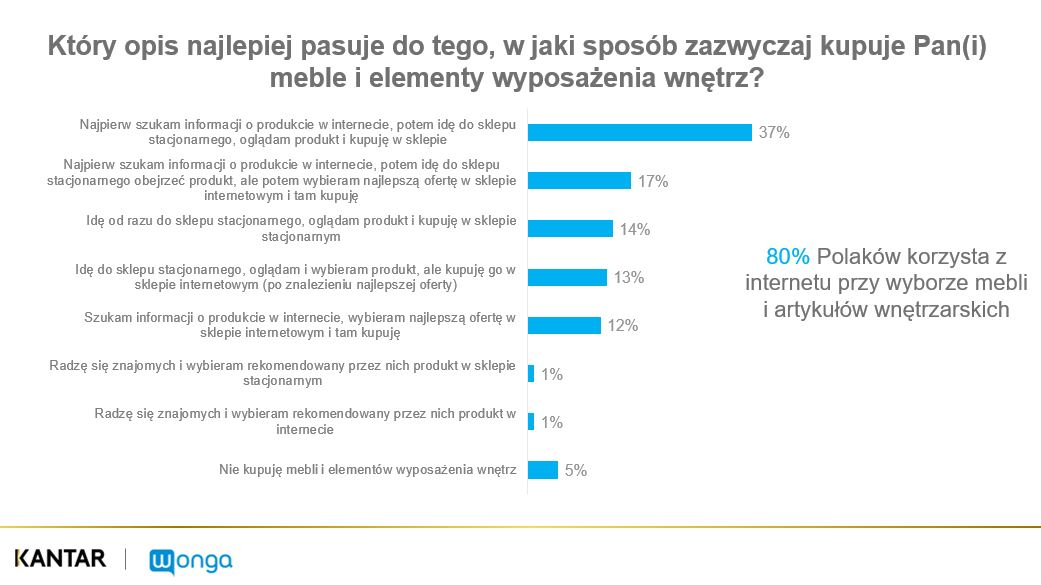 Który opis najlepiej pasuje do tego, w jaki sposób zazwyczaj kupuje Pan(i)
meble i elementy wyposażenia wnętrz?
Najpierw szukam informacji o produkcie w internecie, potem idę do sklepu
stacjonarnego, oglądam produkt i kupuję w sklepie
37%
Najpierw szukam informacji o produkcie w internecie, potem idę do sklepu
stacjonarnego obejrzeć produkt, ale potem wybieram najlepszą ofertę w sklepie
internetowym i tam kupuję
17%
Idę od razu do sklepu stacjonarnego, oglądam produkt i kupuję w sklepie
stacjonarnym
14%
Idę do sklepu stacjonarnego, oglądam i wybieram produkt, ale kupuję go w
sklepie internetowym (po znalezieniu najlepszej oferty)
13%
Szukam informacji o produkcie w internecie, wybieram najlepszą ofertę w
sklepie internetowym i tam kupuję
12%
Radzę się znajomych i wybieram rekomendowany przez nich produkt w sklepie
stacjonarnym
1%
Radzę się znajomych i wybieram rekomendowany przez nich produkt w
internecie
1%
Nie kupuję mebli i elementów wyposażenia wnętrz
5%
80% Polaków korzysta z
internetu przy wyborze mebli
i artykułów wnętrzarskich
KANTAR
wonga